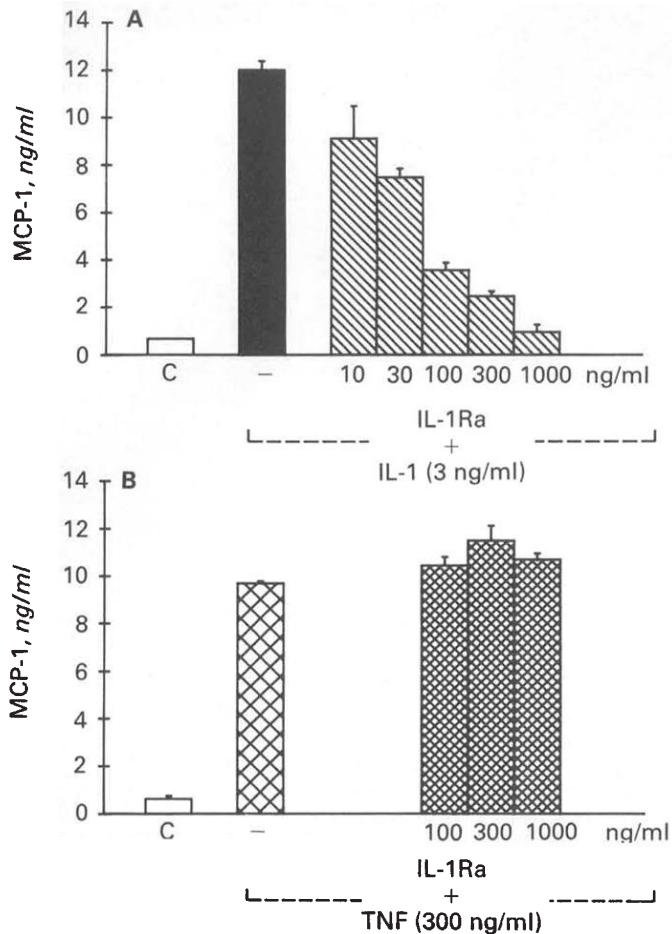 A
14
12
10
8
6
4
2
0
MCP-1, ng/ml
C – 10 30 100 300 1000 ng/ml
IL-1Ra
+
IL-1 (3 ng/ml)
B
14
12
10
8
6
4
2
0
MCP-1, ng/ml
C – 100 300 1000 ng/ml
IL-1Ra
+
TNF (300 ng/ml)